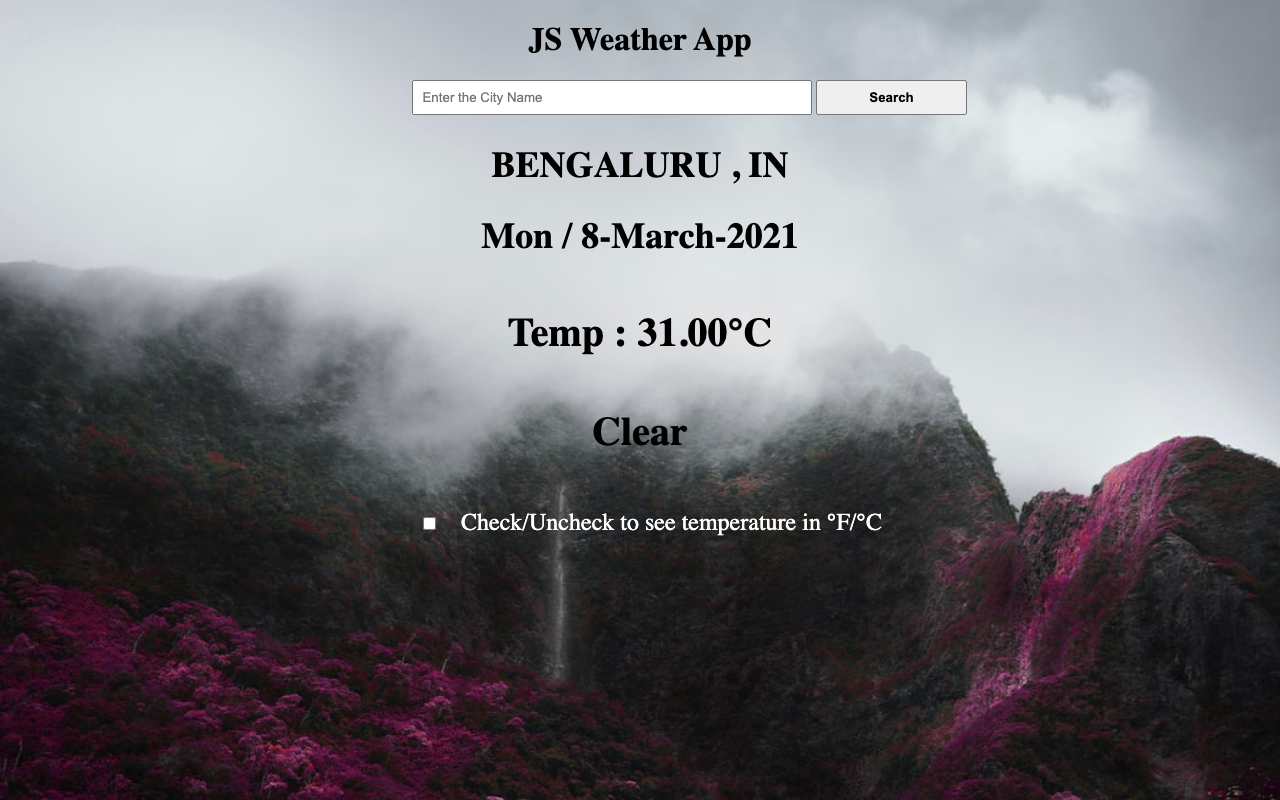 JS Weather App
Enter the City Name
Search
BENGALURU , IN
Mon / 8-March-2021
Temp : 31.00°C
Clear
Check/Uncheck to see temperature in °F/°C